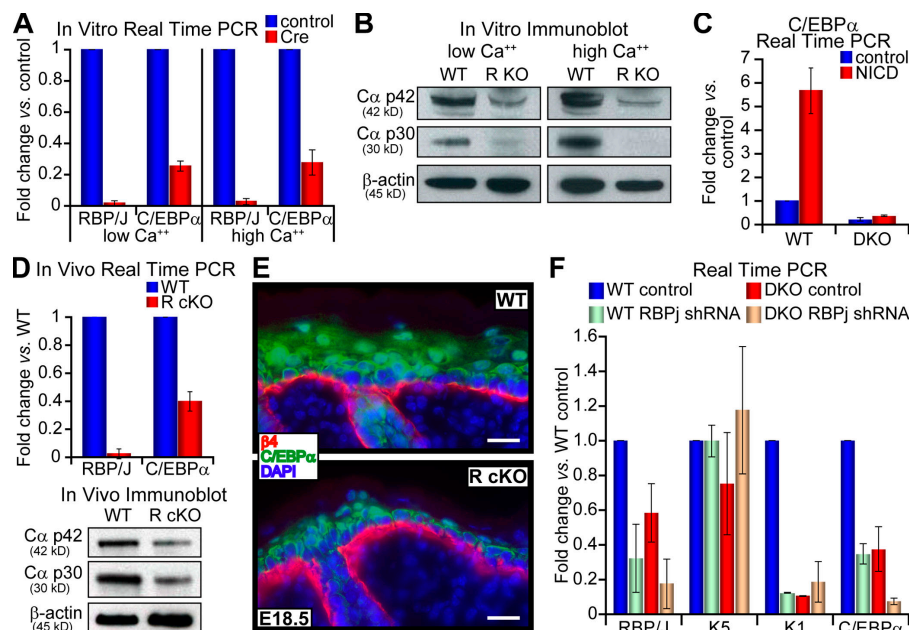 A
In Vitro Real Time PCR
control
Cre
Fold change vs. control
1
0.8
0.6
0.4
0.2
0
RBP/J C/EBPα RBP/J C/EBPα
low Ca⁺⁺ high Ca⁺⁺
B
In Vitro Immunoblot
low Ca⁺⁺ high Ca⁺⁺
WT R KO WT R KO
Cα p42
(42 kD)
Cα p30
(30 kD)
β-actin
(45 kD)
C
C/EBPα
Real Time PCR
control
NICD
Fold change vs.
control
7
6
5
4
3
2
1
0
WT DKO
D
In Vivo Real Time PCR
WT
R cKO
Fold change vs. WT
1
0.8
0.6
0.4
0.2
0
RBP/J C/EBPα
In Vivo Immunoblot
WT R cKO
Cα p42
(42 kD)
Cα p30
(30 kD)
β-actin
(45 kD)
E
WT
β4
C/EBPα
DAPI
R cKO
E18.5
F
Real Time PCR
WT control DKO control
WT RBPj shRNA DKO RBPj shRNA
Fold change vs. WT control
1.6
1.4
1.2
1.0
0.8
0.6
0.4
0.2
0
RBP/J K5 K1 C/EBPα